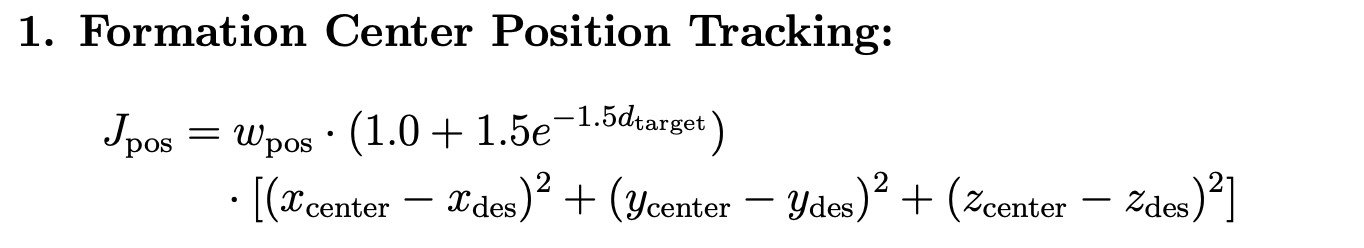 1. Formation Center Position Tracking:
J_pos = w_pos · (1.0 + 1.5e^{−1.5d_target})
· [(x_center − x_des)² + (y_center − y_des)² + (z_center − z_des)²]